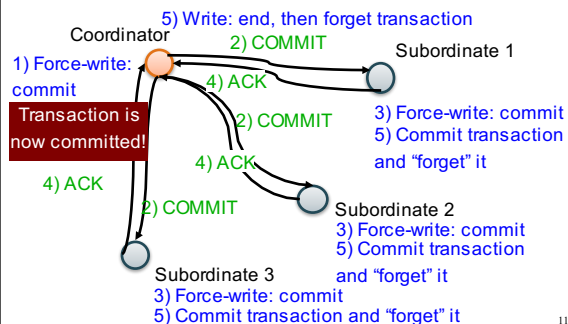 5) Write: end, then forget transaction
Coordinator
2) COMMIT
Subordinate 1
1) Force-write:
commit
4) ACK
Transaction is
now committed!
3) Force-write: commit
5) Commit transaction
and “forget” it
2) COMMIT
4) ACK
4) ACK
2) COMMIT
Subordinate 2
3) Force-write: commit
5) Commit transaction
and “forget” it
Subordinate 3
3) Force-write: commit
5) Commit transaction and “forget” it
11